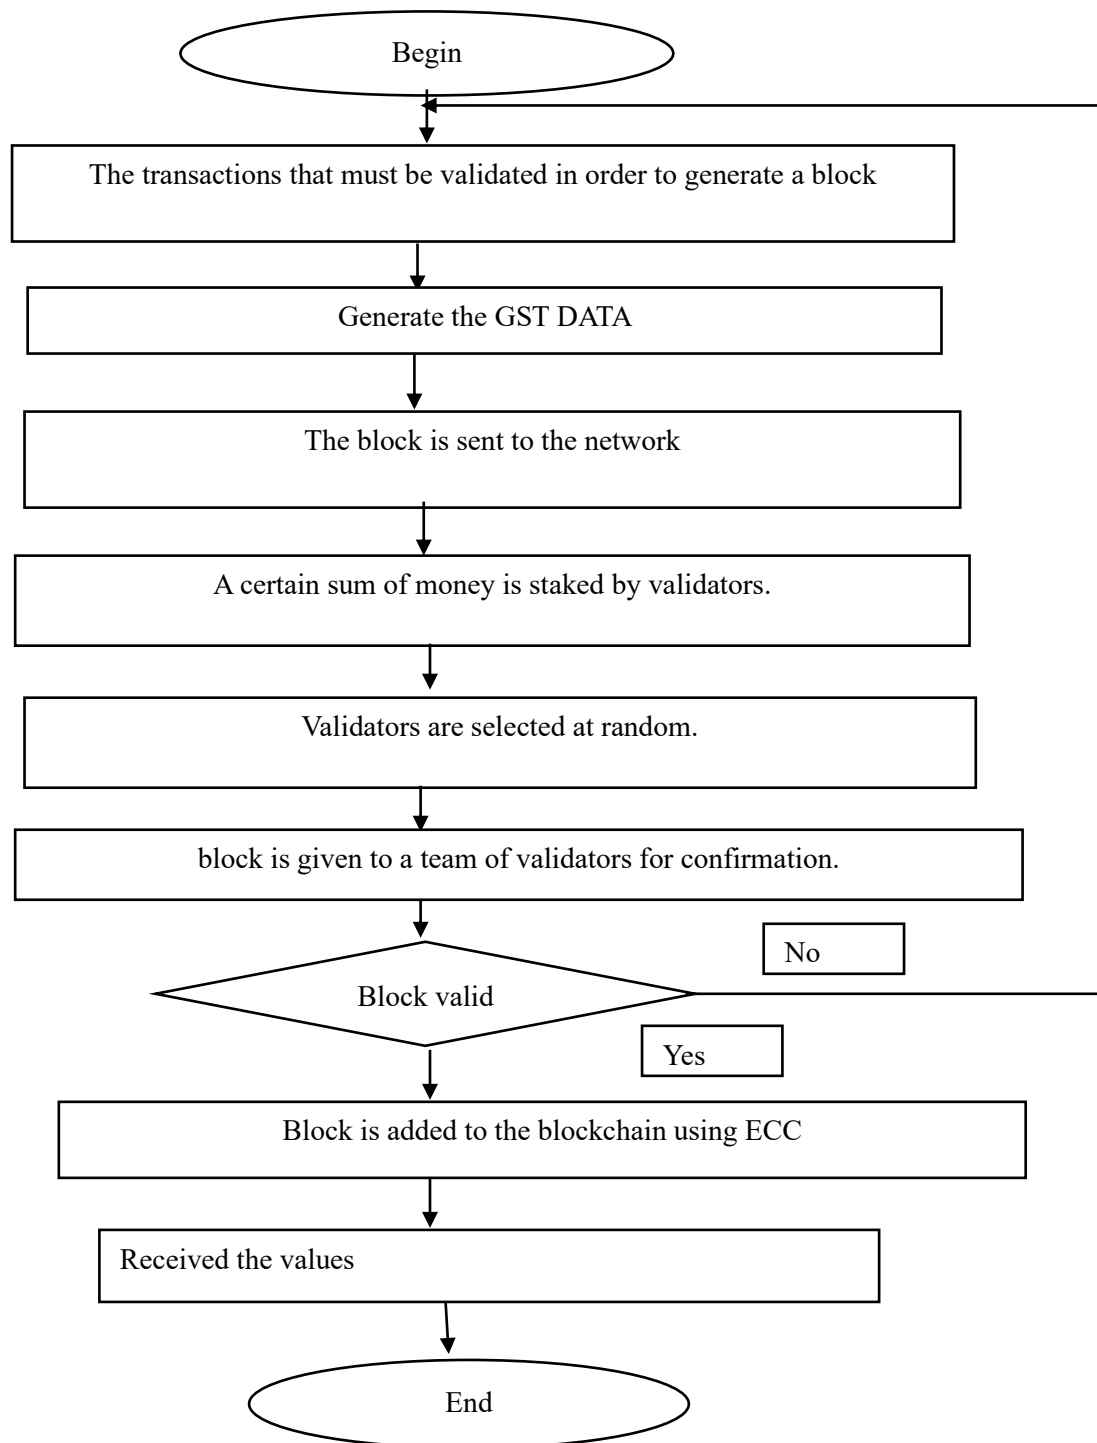 Begin
The transactions that must be validated in order to generate a block
Generate the GST DATA
The block is sent to the network
A certain sum of money is staked by validators.
Validators are selected at random.
block is given to a team of validators for confirmation.
No
Block valid
Yes
Block is added to the blockchain using ECC
Received the values
End